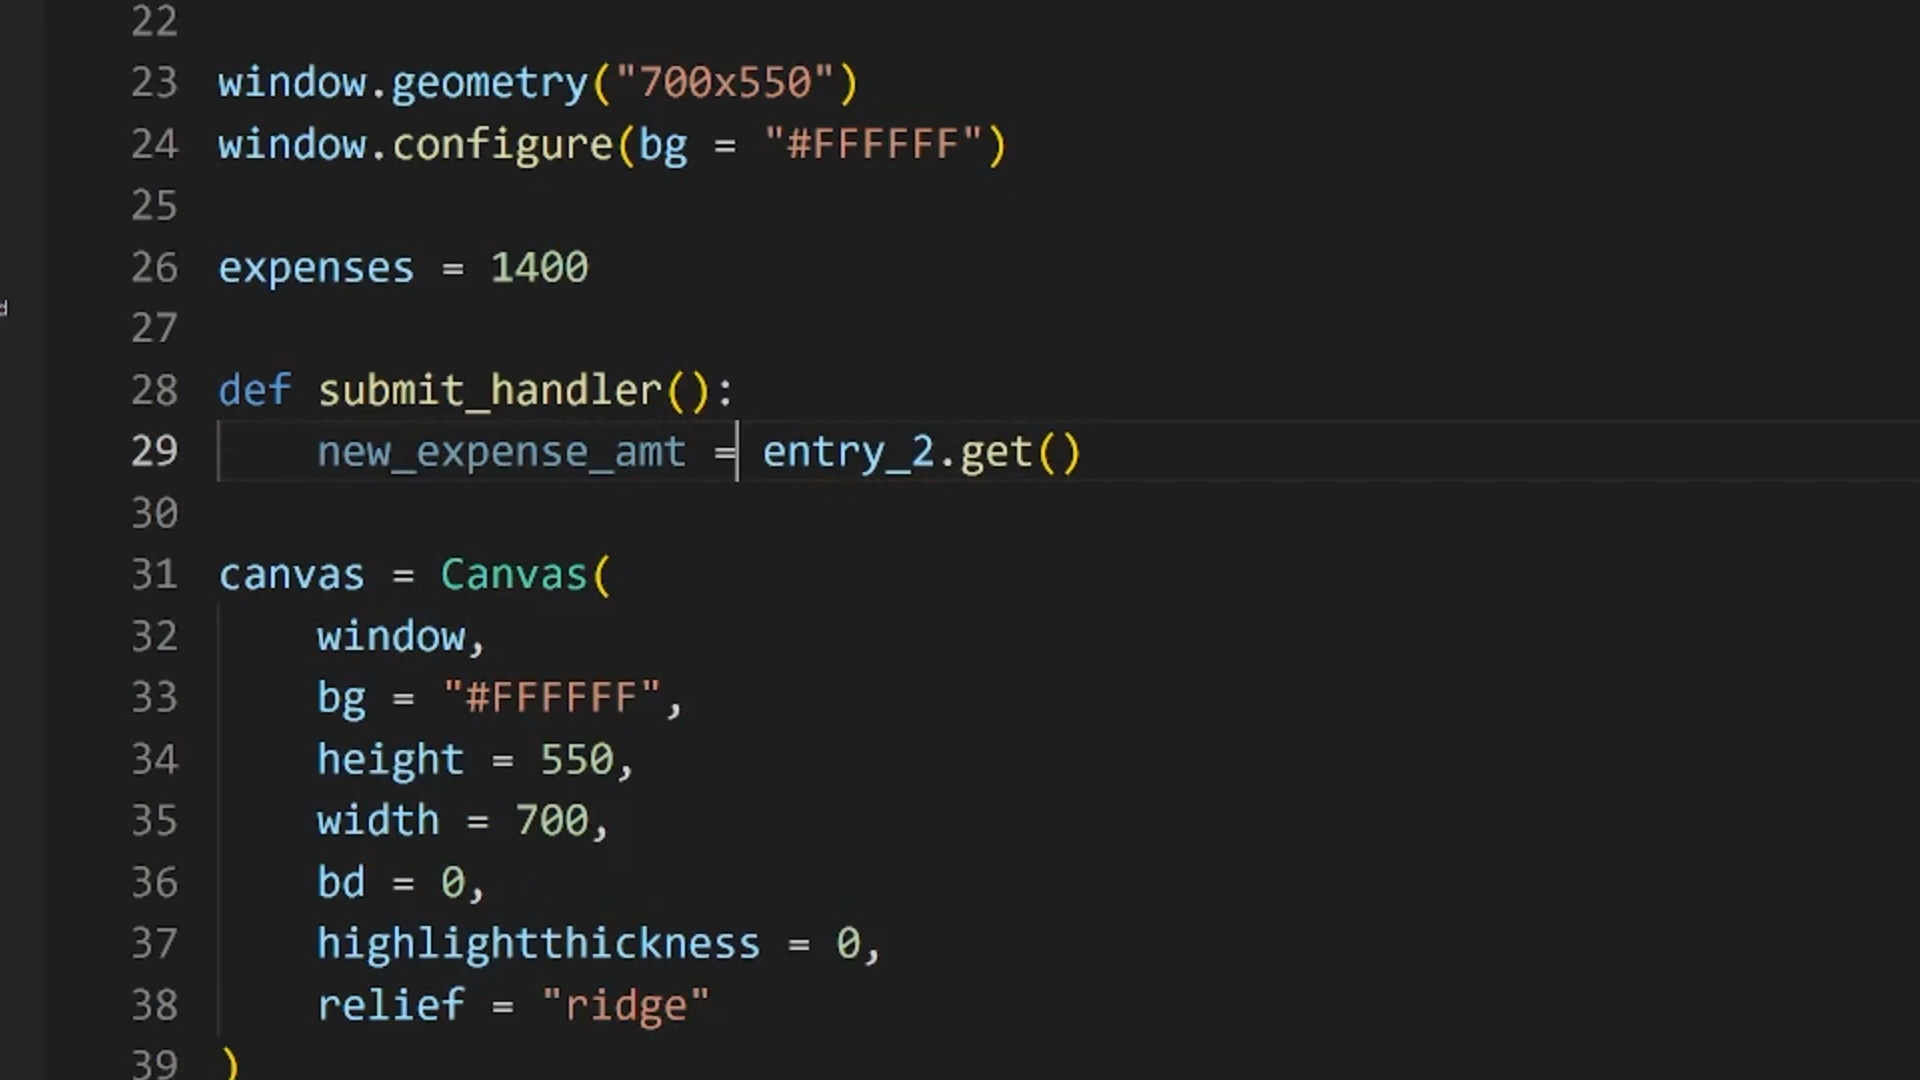 22
23 window.geometry("700x550")
24 window.configure(bg = "#FFFFFF")
25
26 expenses = 1400
d
27
28 def submit_handler():
29     new_expense_amt = entry_2.get()
30
31 canvas = Canvas(
32     window,
33     bg = "#FFFFFF",
34     height = 550,
35     width = 700,
36     bd = 0,
37     highlightthickness = 0,
38     relief = "ridge"
39 )